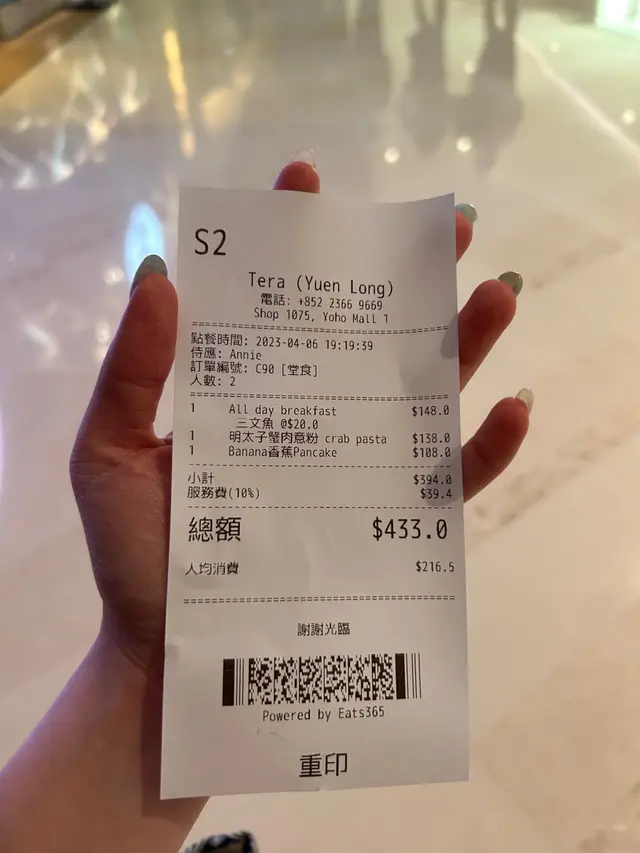 S2
Tera (Yuen Long)
電話: +852 2366 9669
Shop 1075, Yoho Mall 1
點餐時間: 2023-04-06 19:19:39
侍應: Annie
訂單編號: C90 [堂食]
人數: 2
1 All day breakfast $148.0
三文魚 @$20.0
1 明太子蟹肉意粉 crab pasta $138.0
1 Banana香蕉Pancake $108.0
小計 $394.0
服務費(10%) $39.4
總額 $433.0
人均消費 $216.5
謝謝光臨
Powered by Eats365
重印